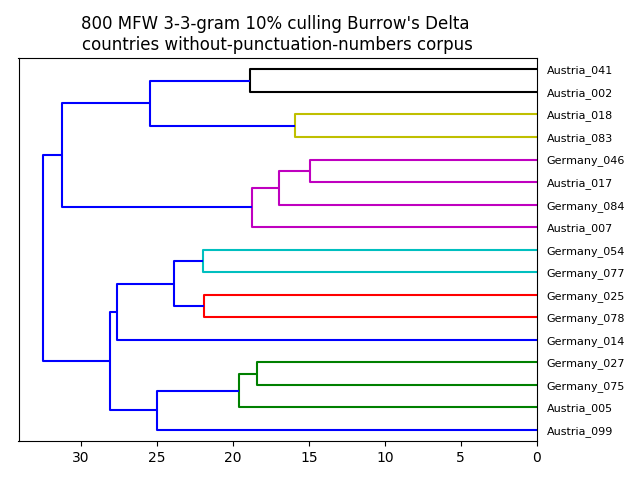 800 MFW 3-3-gram 10% culling Burrow's Delta
countries without-punctuation-numbers corpus
Austria_041
Austria_002
Austria_018
Austria_083
Germany_046
Austria_017
Germany_084
Austria_007
Germany_054
Germany_077
Germany_025
Germany_078
Germany_014
Germany_027
Germany_075
Austria_005
Austria_099
30 25 20 15 10 5 0